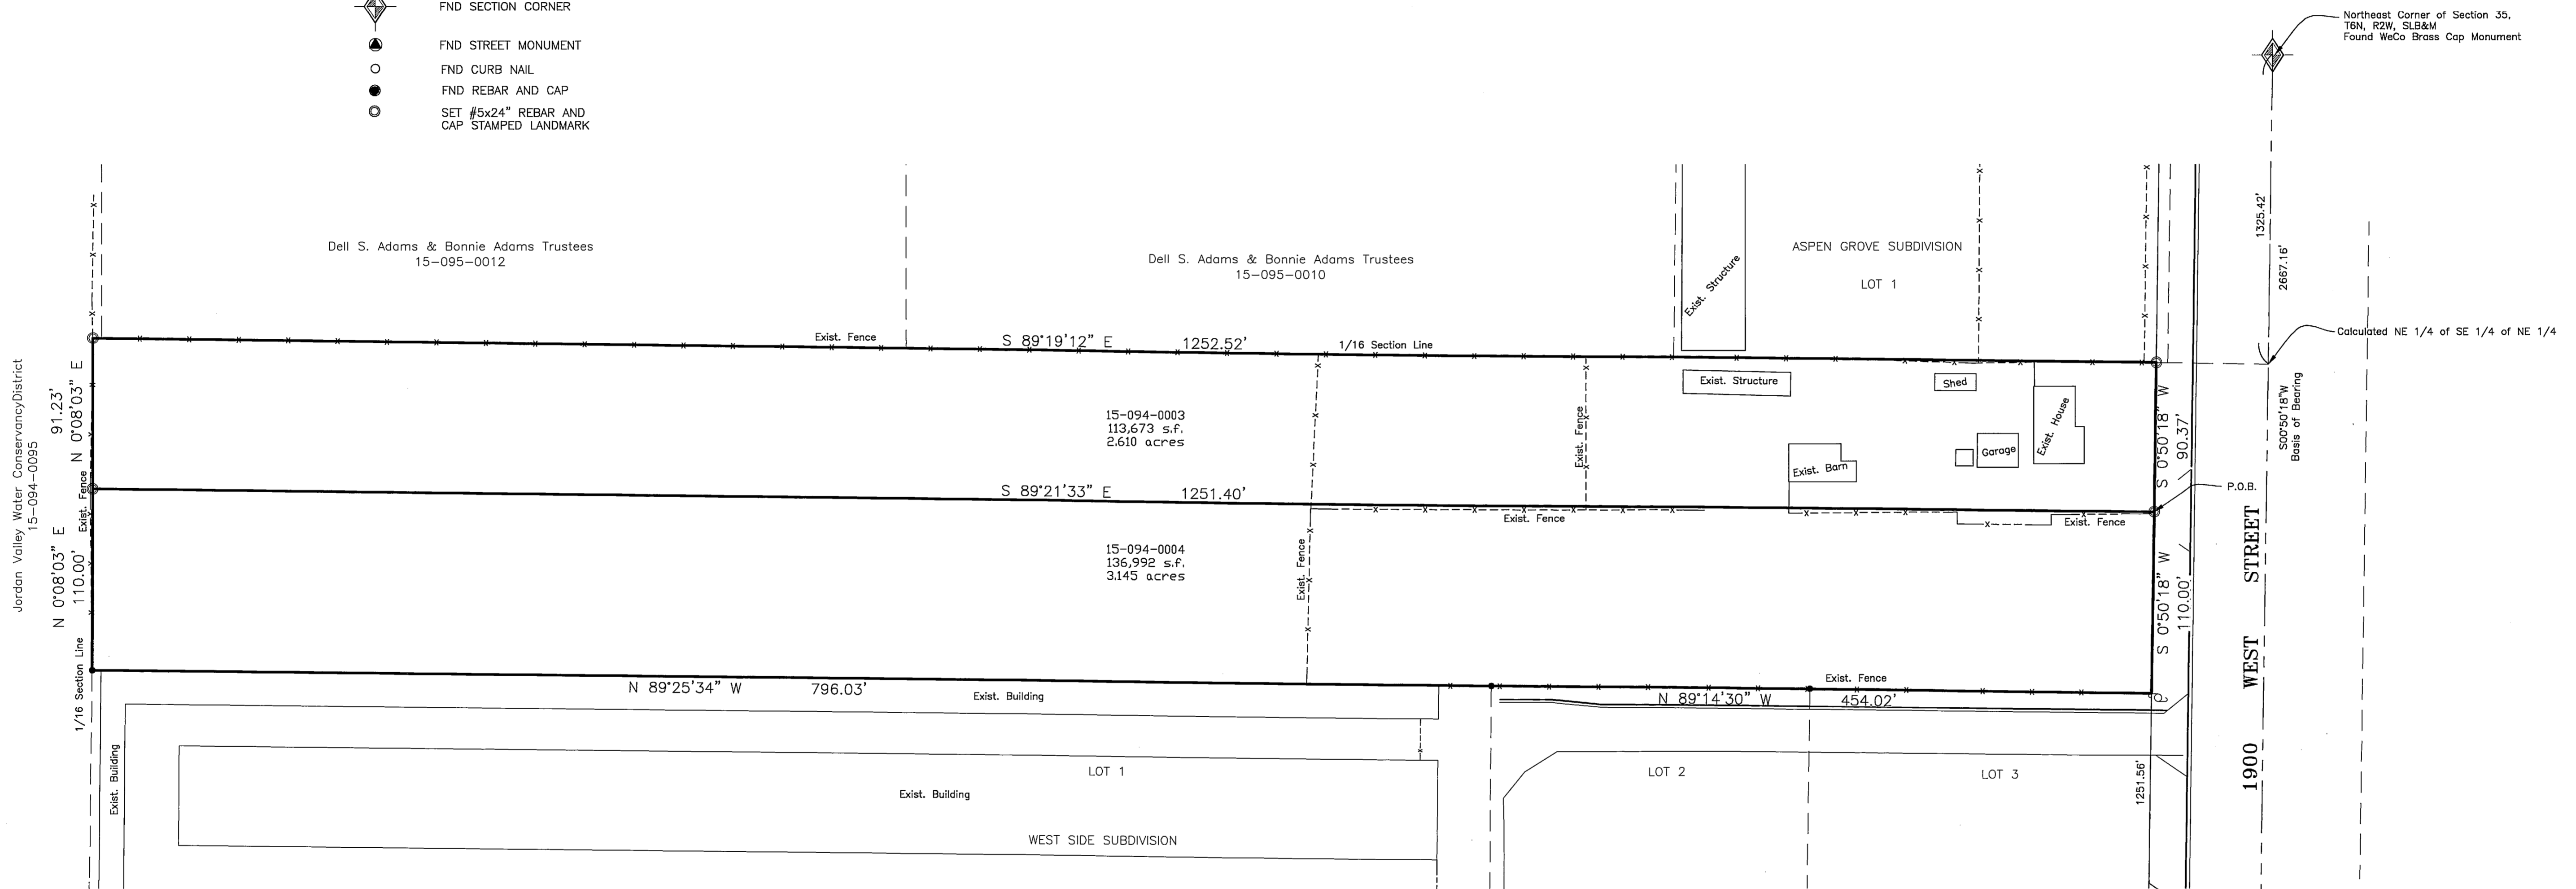 FND SECTION CORNER
FND STREET MONUMENT
FND CURB NAIL
FND REBAR AND CAP
SET #5x24" REBAR AND
CAP STAMPED LANDMARK
Northeast Corner of Section 35,
T6N, R2W, SLB&M
Found WeCo Brass Cap Monument
1325.42'
2667.16'
Calculated NE 1/4 of SE 1/4 of NE 1/4
S00°50'18"W
Basis of Bearing
Dell S. Adams & Bonnie Adams Trustees
15-095-0012
Dell S. Adams & Bonnie Adams Trustees
15-095-0010
Exist. Structure
ASPEN GROVE SUBDIVISION
LOT 1
Exist. Fence
S 89°19'12" E 1252.52'
1/16 Section Line
Jordan Valley Water ConservancyDistrict
15-094-0095
91.23'
N 0°08'03" E
Exist. Fence
N 0°08'03" E
110.00'
1/16 Section Line
15-094-0003
113,673 s.f.
2.610 acres
Exist. Fence
Exist. Structure
Shed
Exist. House
Garage
Exist. Barn
S 0°50'18" W
90.37'
P.O.B.
S 89°21'33" E 1251.40'
Exist. Fence
Exist. Fence
15-094-0004
136,992 s.f.
3.145 acres
Exist. Fence
S 0°50'18" W
110.00'
1900 WEST STREET
N 89°25'34" W 796.03'
Exist. Building
Exist. Fence
N 89°14'30" W 454.02'
Exist. Building
LOT 1
Exist. Building
WEST SIDE SUBDIVISION
LOT 2
LOT 3
1251.56'